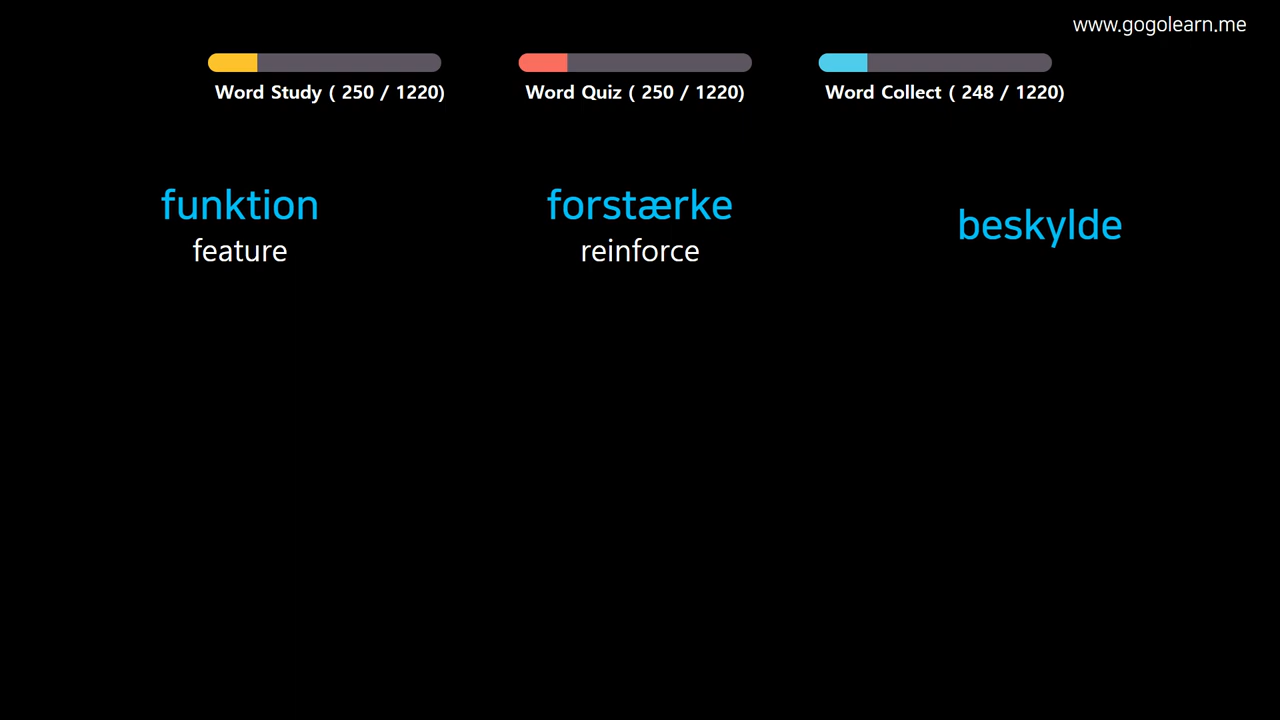 www.gogolearn.me
Word Study ( 250 / 1220)
Word Quiz ( 250 / 1220)
Word Collect ( 248 / 1220)
funktion
feature
forstærke
reinforce
beskylde